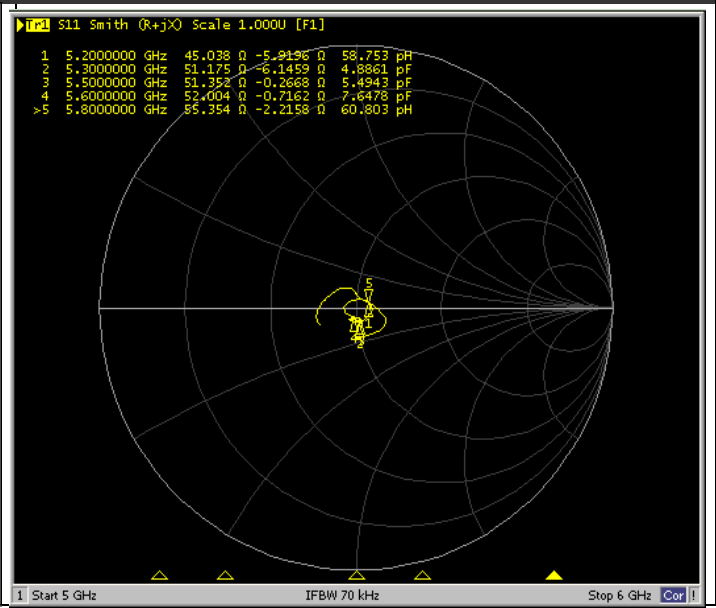 Tr1 S11 Smith (R+jX) Scale 1.000U [F1]
1 5.2000000 GHz 45.038 Ω -5.9196 Ω 58.753 pH
2 5.3000000 GHz 51.175 Ω -6.1459 Ω 4.8861 pF
3 5.5000000 GHz 51.352 Ω -0.2668 Ω 5.4943 pF
4 5.6000000 GHz 52.004 Ω -0.7162 Ω 7.6478 pF
>5 5.8000000 GHz 55.354 Ω -2.2158 Ω 60.803 pH
5
1
2
1 Start 5 GHz IFBW 70 kHz Stop 6 GHz Cor !